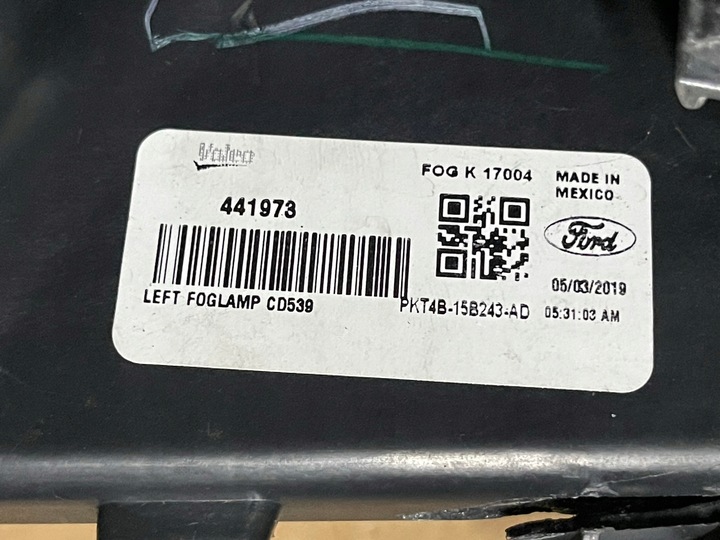 FOG K 17004
MADE IN
MEXICO
441973
Ford
05/03/2019
LEFT FOGLAMP CD539
PKT4B-15B243-AD
05:31:03 AM